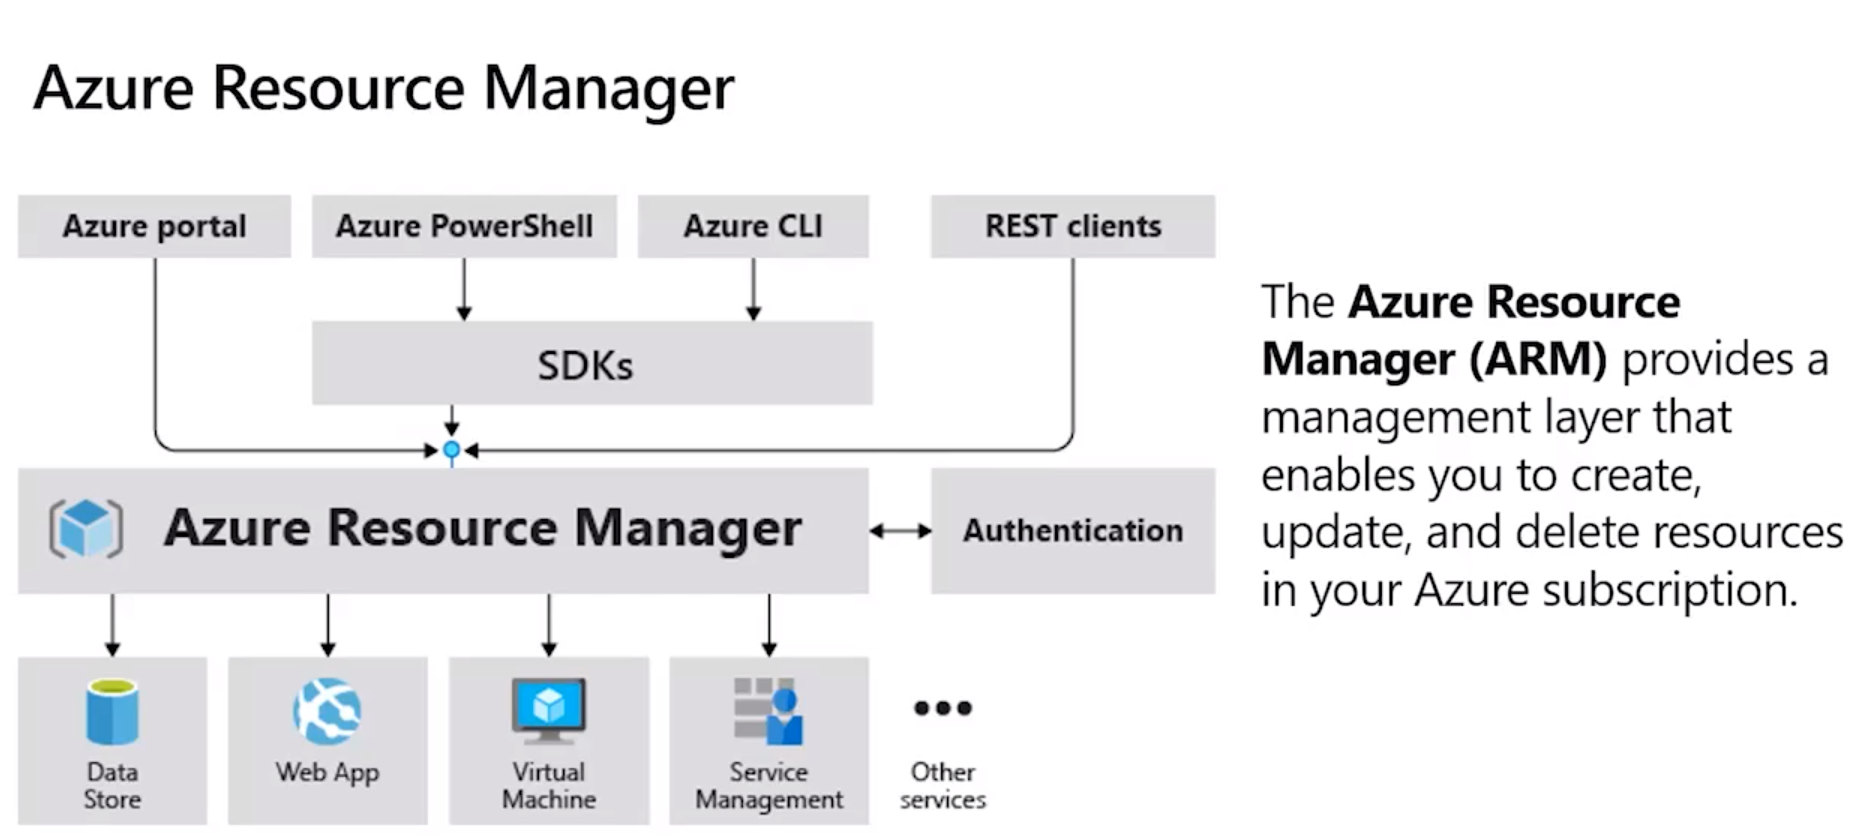 Azure Resource Manager
Azure portal
Azure PowerShell
Azure CLI
REST clients
SDKs
Azure Resource Manager
Authentication
Data
Store
Web App
Virtual
Machine
Service
Management
Other
services
The Azure Resource
Manager (ARM) provides a
management layer that
enables you to create,
update, and delete resources
in your Azure subscription.